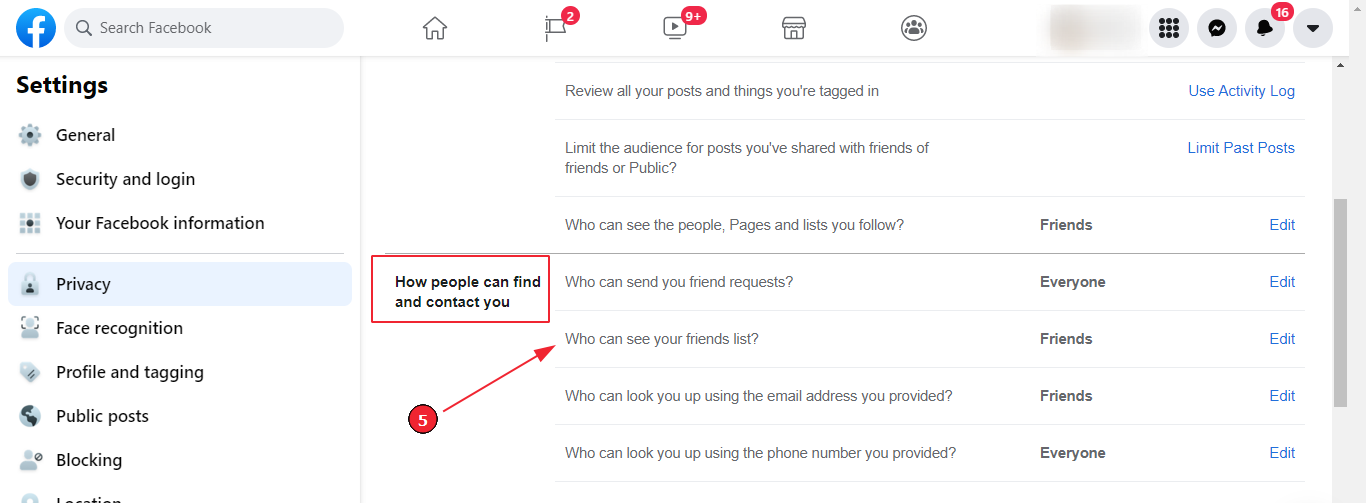 Search Facebook
2
9+
16
Settings
General
Security and login
Your Facebook information
Privacy
Face recognition
Profile and tagging
Public posts
Blocking
Location
Review all your posts and things you're tagged in
Use Activity Log
Limit the audience for posts you've shared with friends of
friends or Public?
Limit Past Posts
Who can see the people, Pages and lists you follow?
Friends
Edit
How people can find
and contact you
Who can send you friend requests?
Everyone
Edit
Who can see your friends list?
Friends
Edit
5
Who can look you up using the email address you provided?
Friends
Edit
Who can look you up using the phone number you provided?
Everyone
Edit